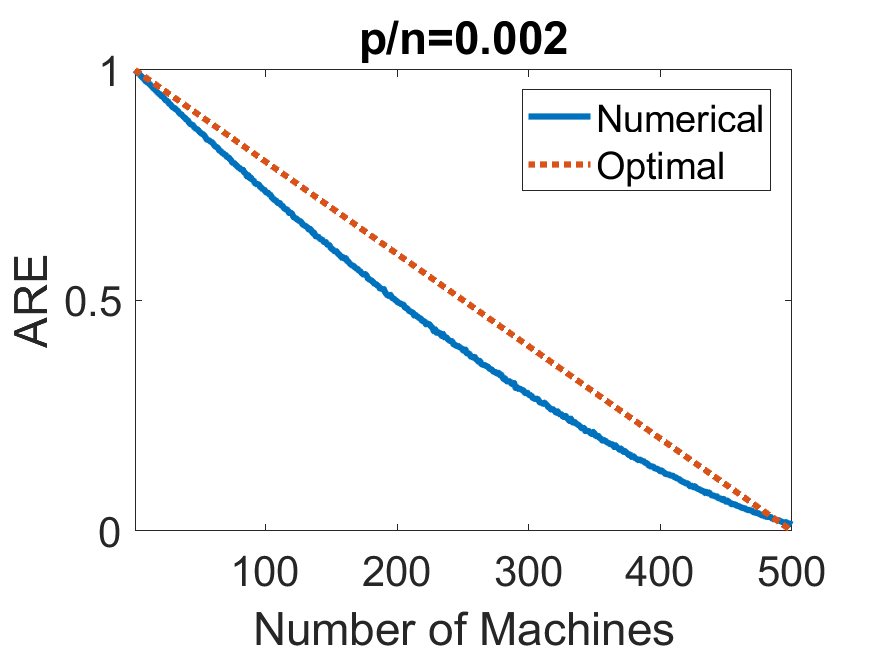 p/n=0.002
Numerical
Optimal
ARE
1
0.5
0
100 200 300 400 500
Number of Machines